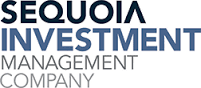 SEQUOIA
INVESTMENT
MANAGEMENT
COMPANY